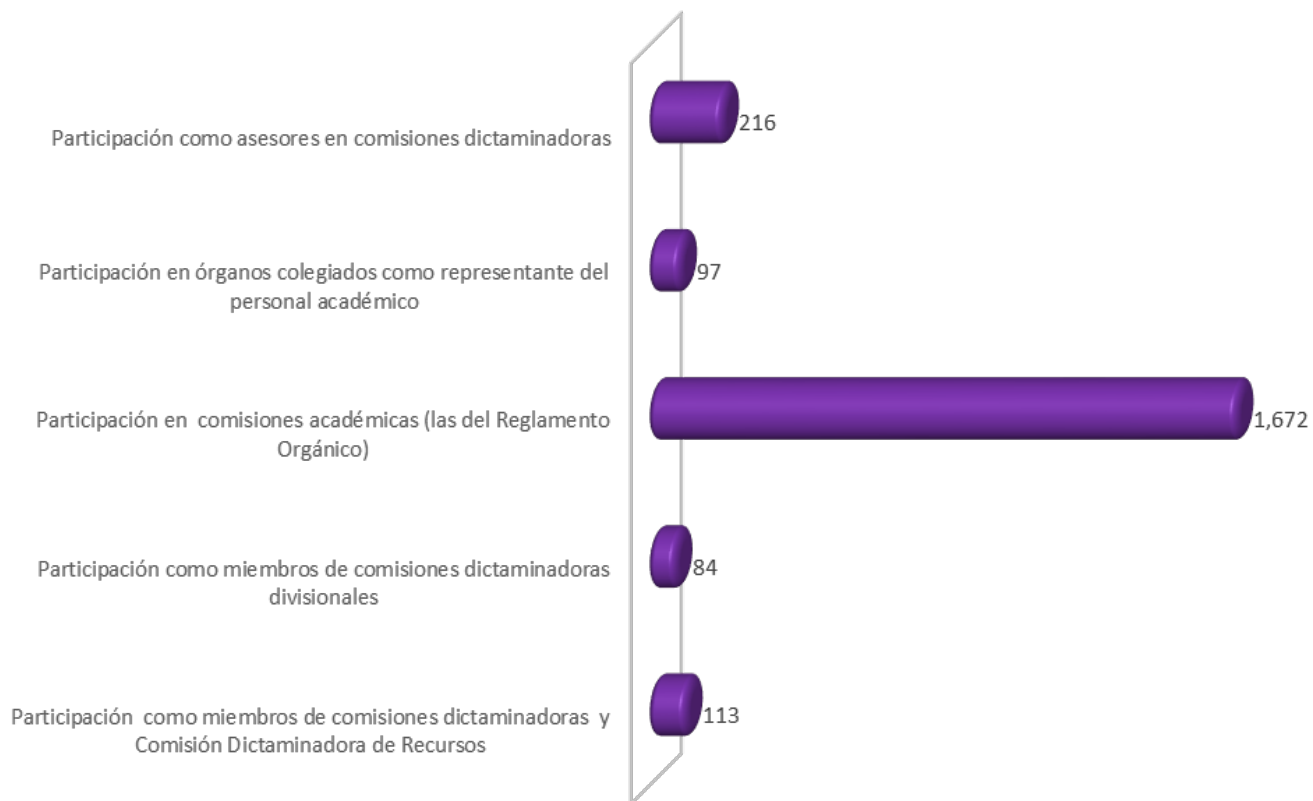 Participación como asesores en comisiones dictaminadoras
216
Participación en órganos colegiados como representante del
personal académico
97
Participación en  comisiones académicas (las del Reglamento
Orgánico)
1,672
Participación como miembros de comisiones dictaminadoras
divisionales
84
Participación  como miembros de comisiones dictaminadoras  y
Comisión Dictaminadora de Recursos
113